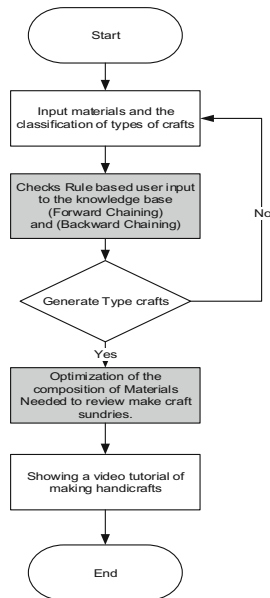 Start
Input materials and the
classification of types of crafts
Checks Rule based user input
to the knowledge base
(Forward Chaining)
and (Backward Chaining)
No
Generate Type crafts
Yes
Optimization of the
composition of Materials
Needed to review make craft
sundries.
Showing a video tutorial of
making handicrafts
End